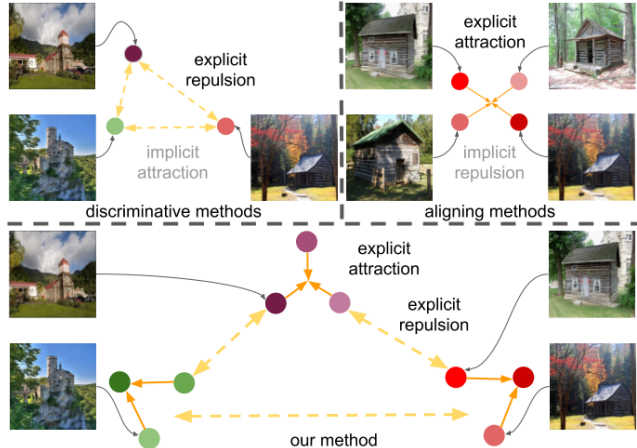 explicit
repulsion
implicit
attraction
discriminative methods
explicit
attraction
implicit
repulsion
aligning methods
explicit
attraction
explicit
repulsion
our method